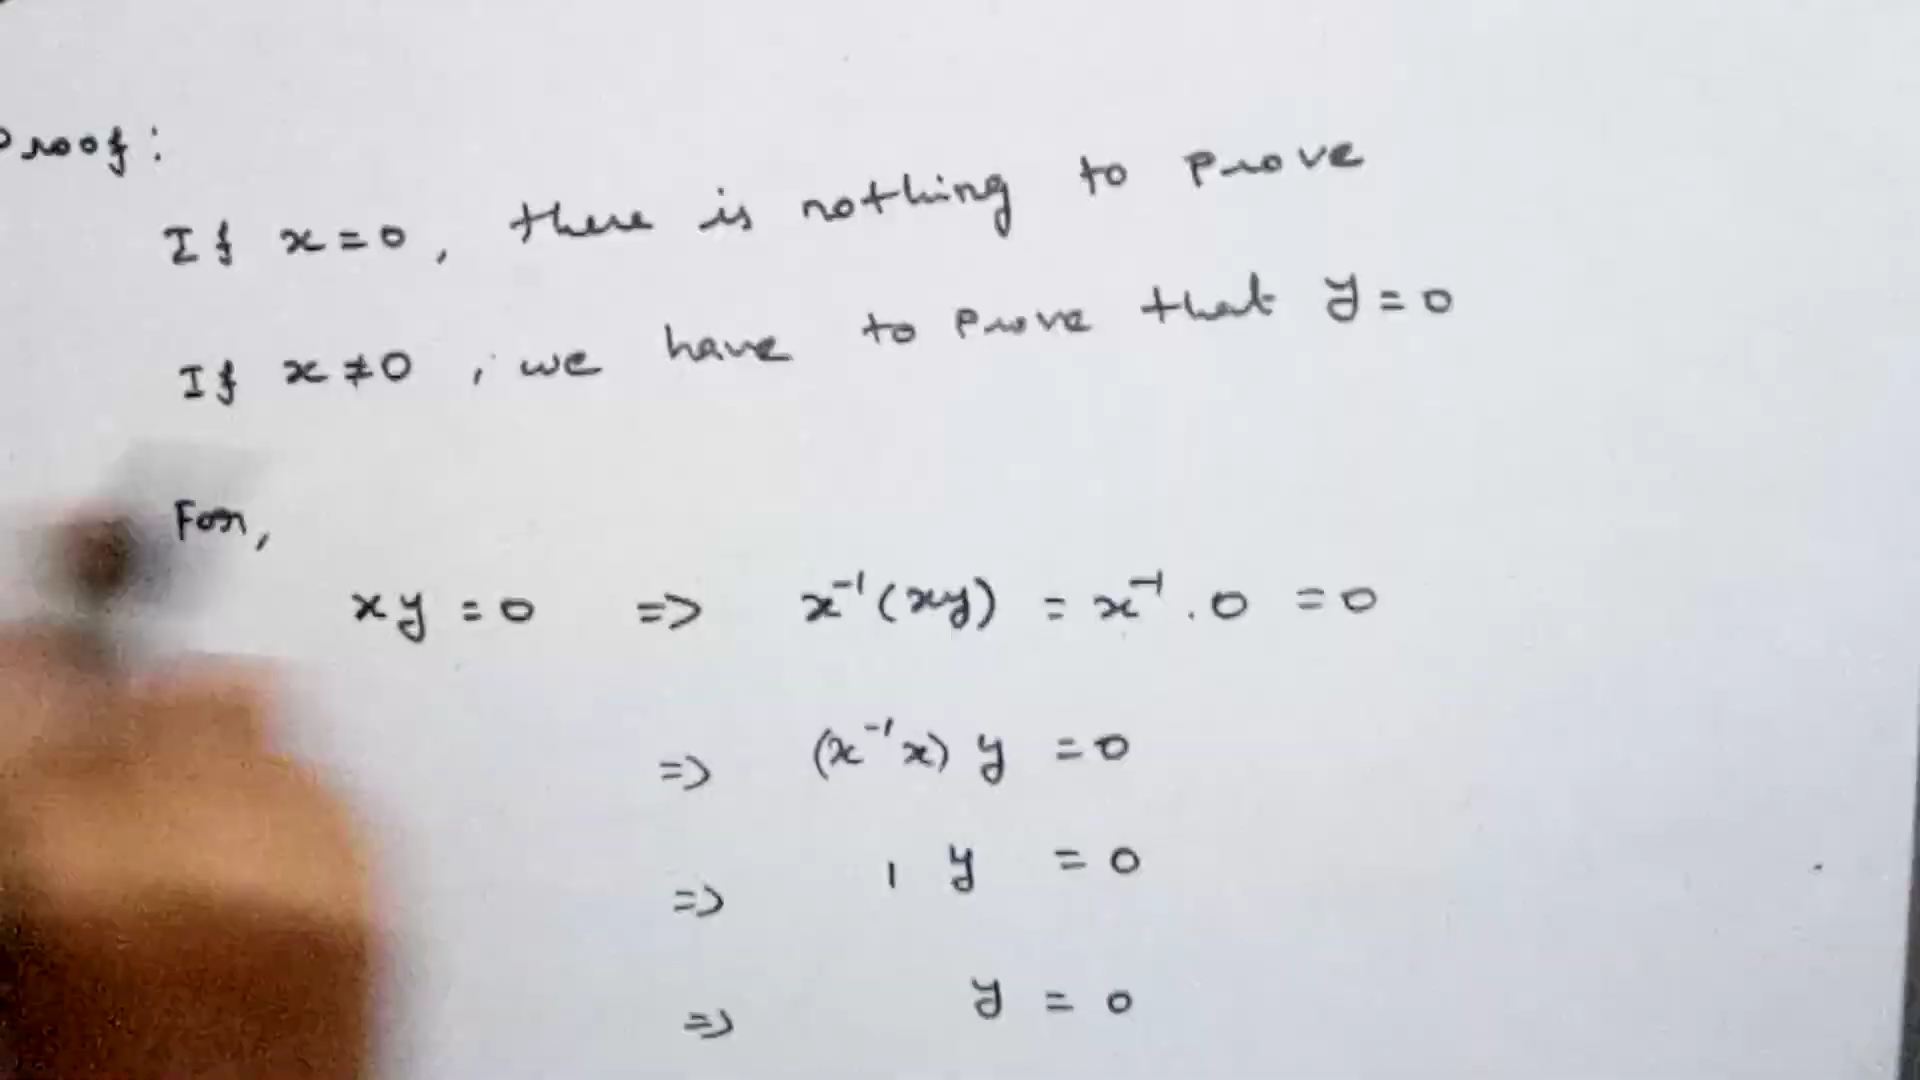 Proof:
If x = 0, there is nothing to prove
If x ≠ 0, we have to prove that y = 0
For,
xy = 0 => x⁻¹(xy) = x⁻¹ . 0 = 0
=> (x⁻¹x) y = 0
=> 1 y = 0
=> y = 0